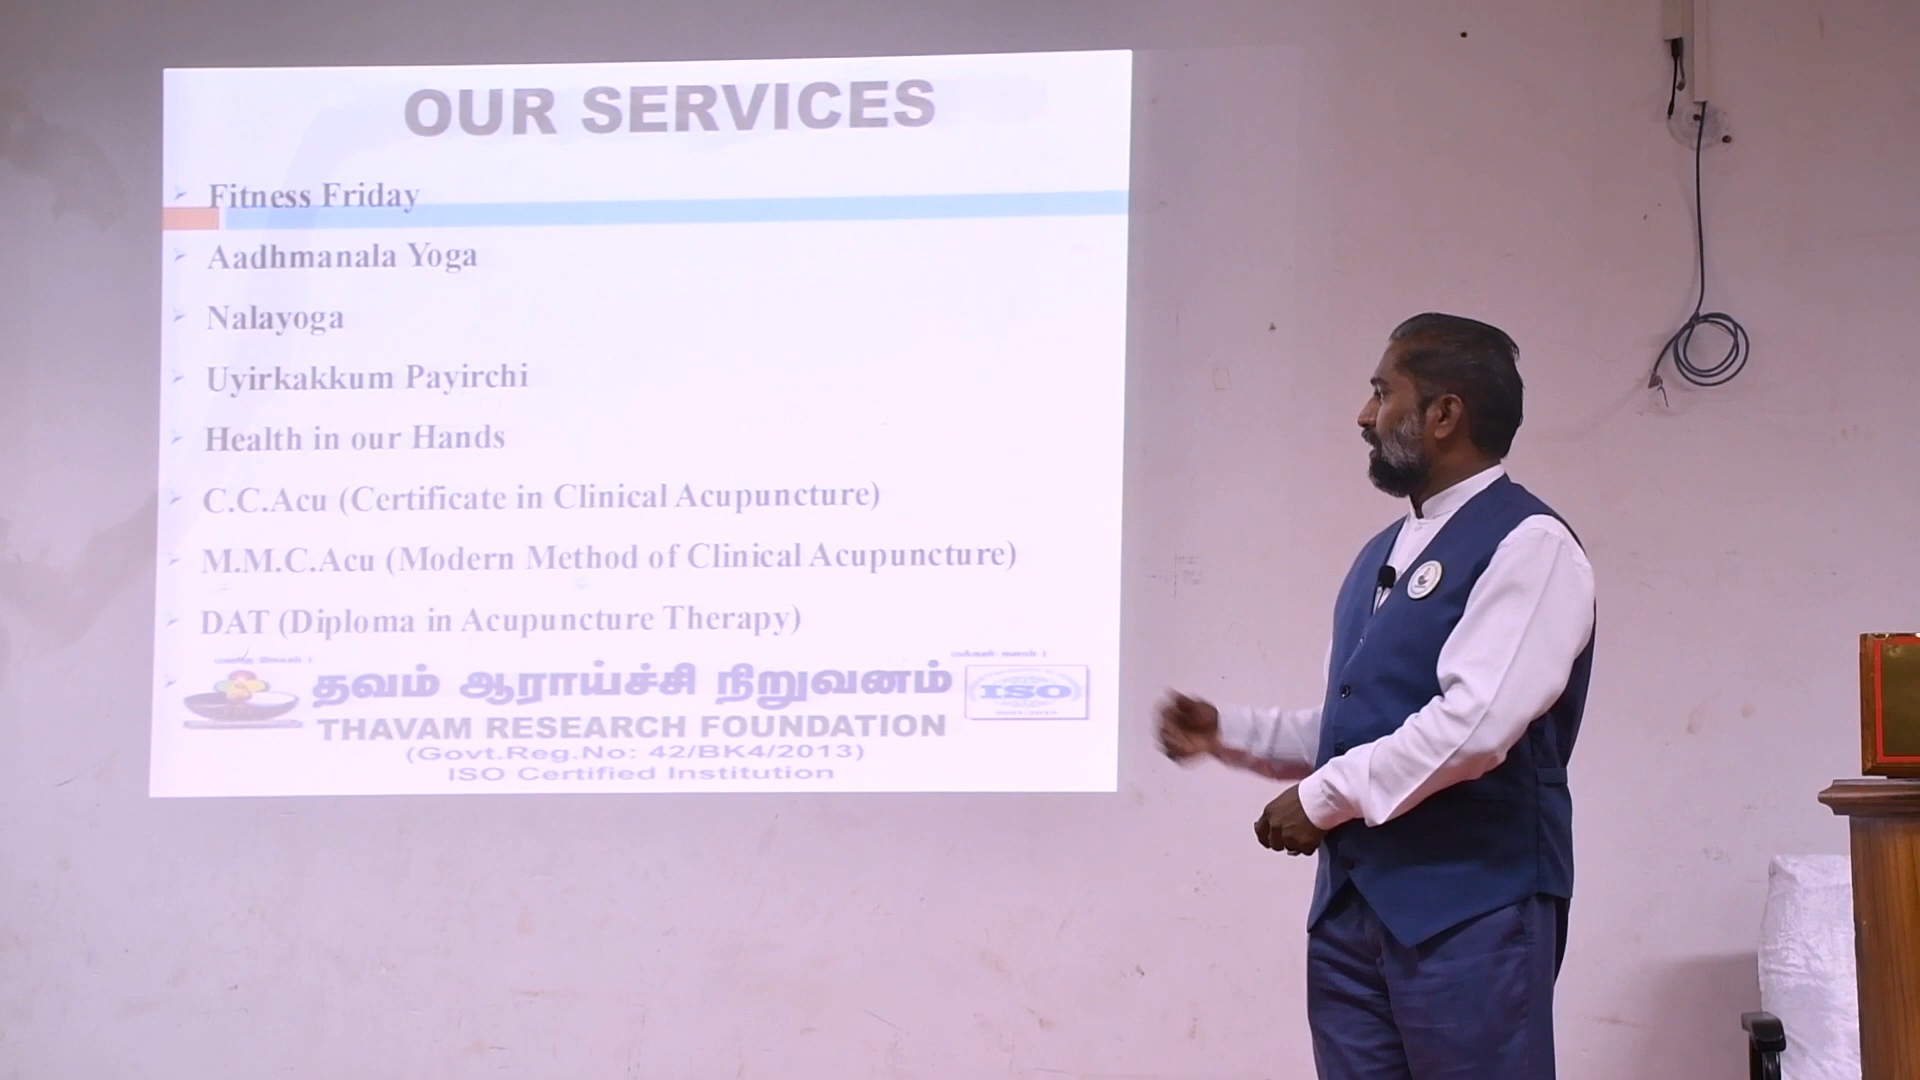 OUR SERVICES
Fitness Friday
Aadhmanala Yoga
Nalayoga
Uyirkakkum Payirchi
Health in our Hands
C.C.Acu (Certificate in Clinical Acupuncture)
M.M.C.Acu (Modern Method of Clinical Acupuncture)
DAT (Diploma in Acupuncture Therapy)
தவம் ஆராய்ச்சி நிறுவனம்
ISO
THAVAM RESEARCH FOUNDATION
(Govt.Reg.No: 42/BK4/2013)
ISO Certified Institution